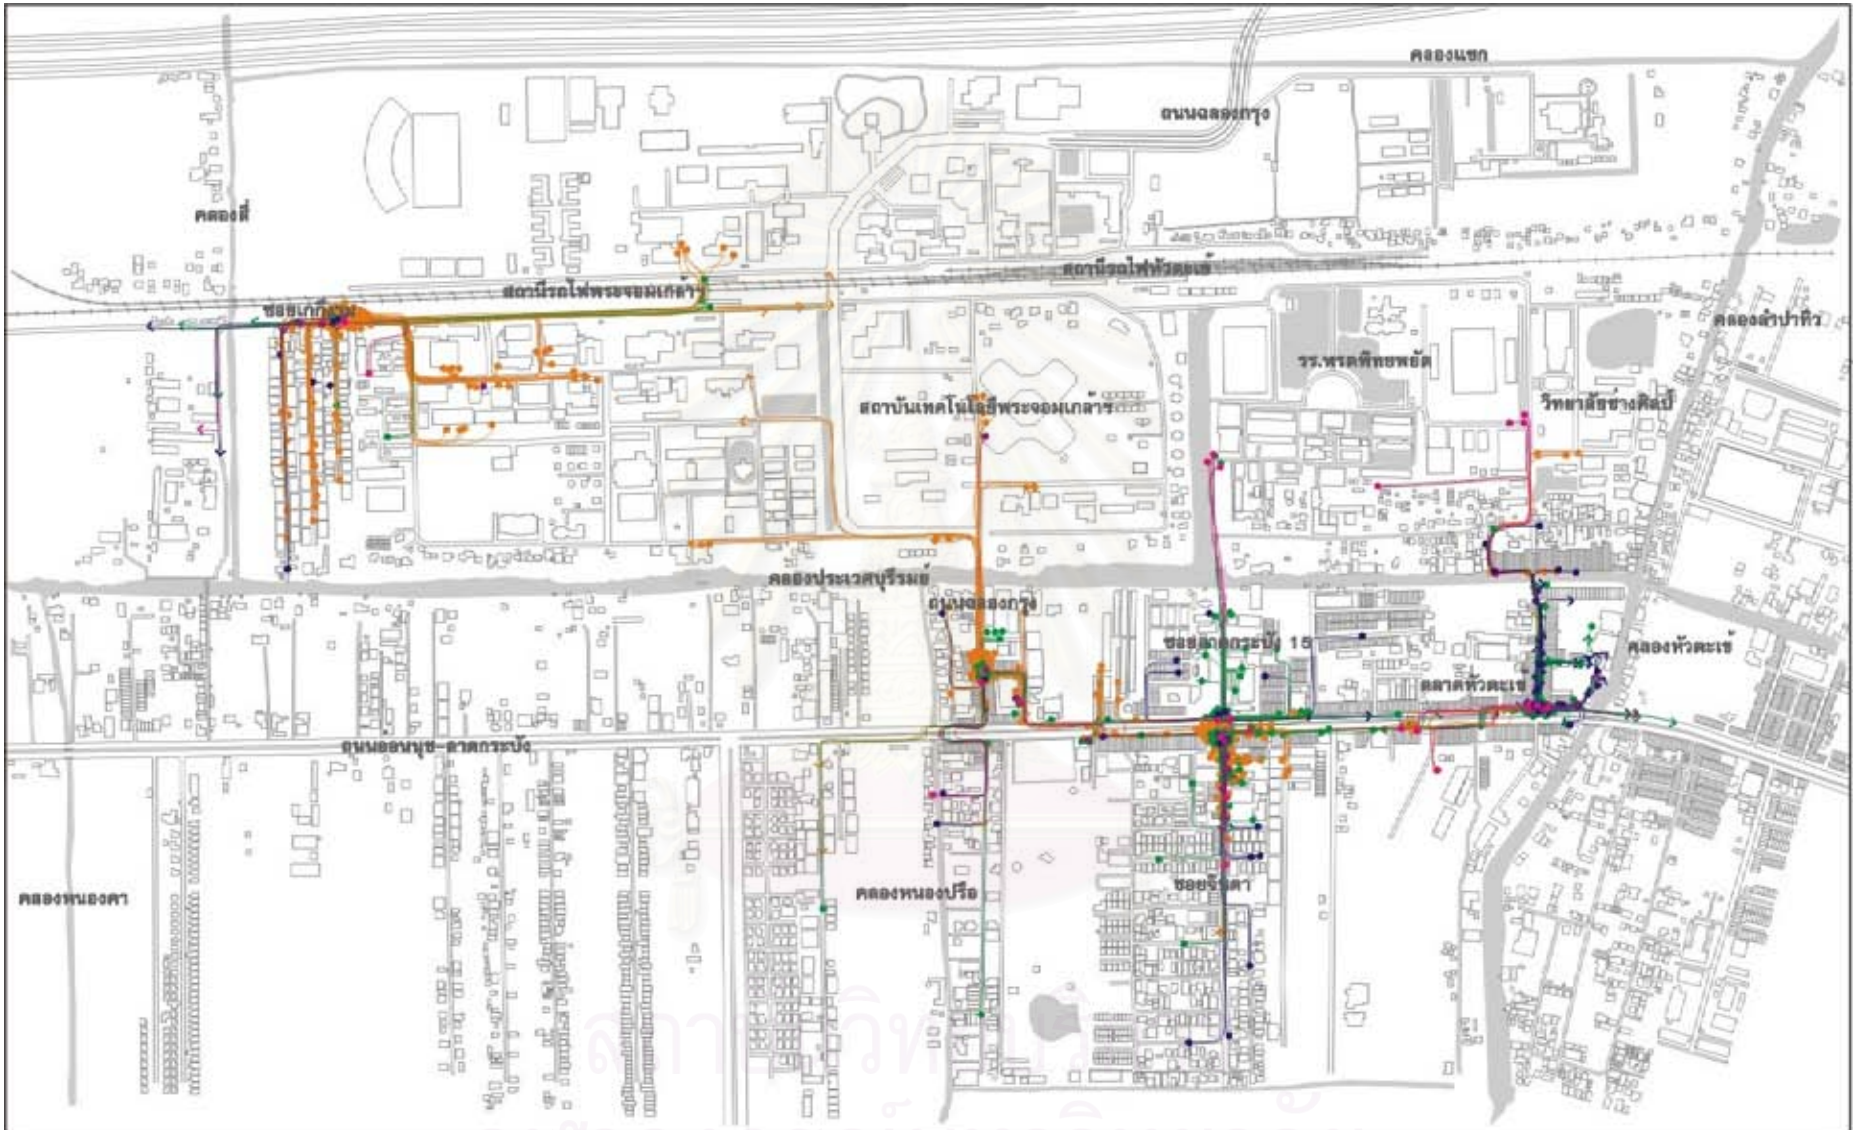 คลองแขก
ถนนฉลองกรุง
คลองสี่
สถานีรถไฟหัวตะเข้
สถานีรถไฟพระจอมเกล้าฯ
ซอยเกกีงาม
คลองลำปาทิว
รร.พรตพิทยพยัต
วิทยาลัยช่างศิลป์
สถาบันเทคโนโลยีพระจอมเกล้าฯ
คลองประเวศบุรีรมย์
ถนนฉลองกรุง
ซอยลาดกระบัง 15
คลองหัวตะเข้
ตลาดหัวตะเข้
ถนนอ่อนนุช-ลาดกระบัง
ซอยจินดา
คลองหนองปรือ
คลองหนองคา